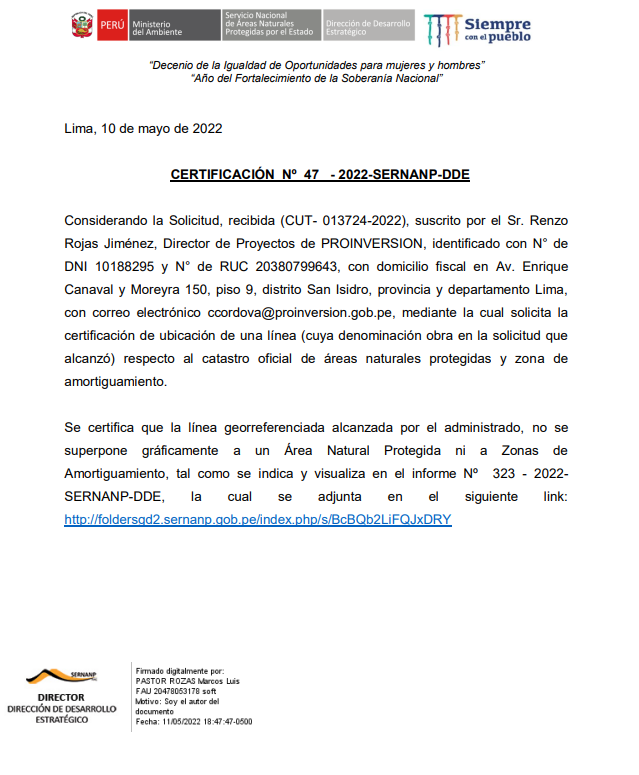 PERÚ
Ministerio
del Ambiente
Servicio Nacional
de Áreas Naturales
Protegidas por el Estado
Dirección de Desarrollo
Estratégico
Siempre
con el pueblo
“Decenio de la Igualdad de Oportunidades para mujeres y hombres”
“Año del Fortalecimiento de la Soberanía Nacional”
Lima, 10 de mayo de 2022
CERTIFICACIÓN Nº 47 - 2022-SERNANP-DDE
Considerando la Solicitud, recibida (CUT- 013724-2022), suscrito por el Sr. Renzo
Rojas Jiménez, Director de Proyectos de PROINVERSION, identificado con N° de
DNI 10188295 y N° de RUC 20380799643, con domicilio fiscal en Av. Enrique
Canaval y Moreyra 150, piso 9, distrito San Isidro, provincia y departamento Lima,
con correo electrónico ccordova@proinversion.gob.pe, mediante la cual solicita la
certificación de ubicación de una línea (cuya denominación obra en la solicitud que
alcanzó) respecto al catastro oficial de áreas naturales protegidas y zona de
amortiguamiento.
Se certifica que la línea georreferenciada alcanzada por el administrado, no se
superpone gráficamente a un Área Natural Protegida ni a Zonas de
Amortiguamiento, tal como se indica y visualiza en el informe Nº 323 - 2022-
SERNANP-DDE, la cual se adjunta en el siguiente link:
http://foldersgd2.sernanp.gob.pe/index.php/s/BcBQb2LiFQJxDRY
SERNANP
DIRECTOR
DIRECCIÓN DE DESARROLLO
ESTRATÉGICO
Firmado digitalmente por:
PASTOR ROZAS Marcos Luis
FAU 20478053178 soft
Motivo: Soy el autor del
documento
Fecha: 11/05/2022 18:47:47-0500